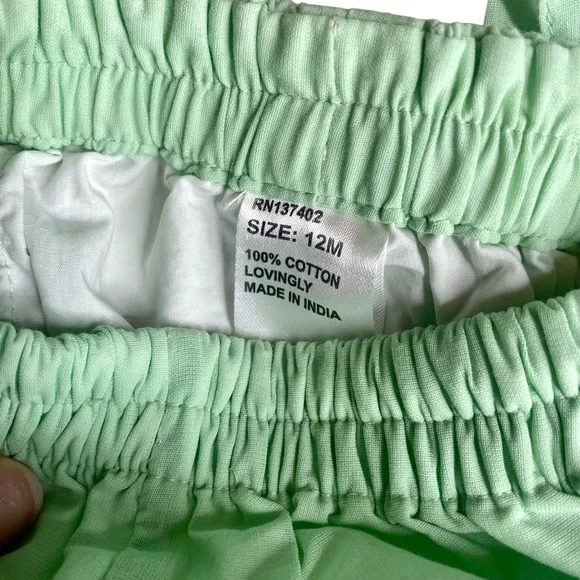 RN137402
SIZE: 12M
100% COTTON
LOVINGLY
MADE IN INDIA